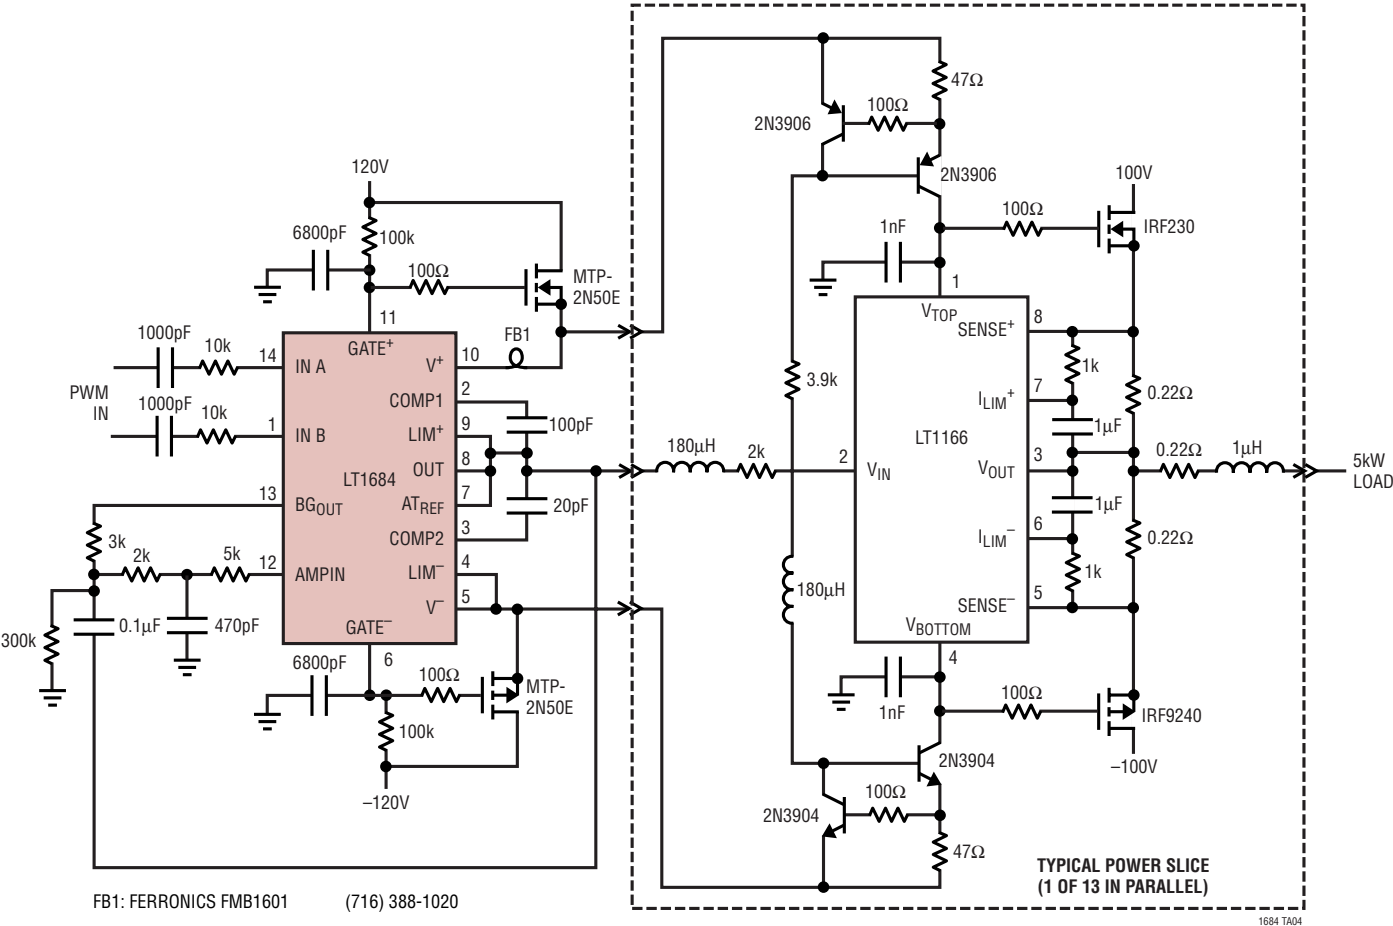 120V
6800pF
100k
100Ω
MTP-
2N50E
11
GATE+
FB1
1000pF
10k
14
IN A
V+
10
PWM
IN
1000pF
10k
1
IN B
COMP1
2
LIM+
9
100pF
OUT
8
LT1684
13
BGOUT
ATREF
7
20pF
COMP2
3
3k
2k
5k
12
AMPIN
LIM–
4
V–
5
300k
0.1µF
470pF
GATE–
6
6800pF
100Ω
MTP-
2N50E
100k
–120V
47Ω
100Ω
2N3906
2N3906
100V
100Ω
IRF230
1nF
1
VTOP
SENSE+
8
1k
3.9k
ILIM+
7
0.22Ω
1µF
LT1166
180µH
2k
2
VIN
VOUT
3
0.22Ω
1µH
5kW
LOAD
1µF
ILIM–
6
0.22Ω
1k
180µH
SENSE–
5
VBOTTOM
4
1nF
100Ω
IRF9240
–100V
2N3904
100Ω
2N3904
47Ω
TYPICAL POWER SLICE
(1 OF 13 IN PARALLEL)
FB1: FERRONICS FMB1601 (716) 388-1020
1684 TA04